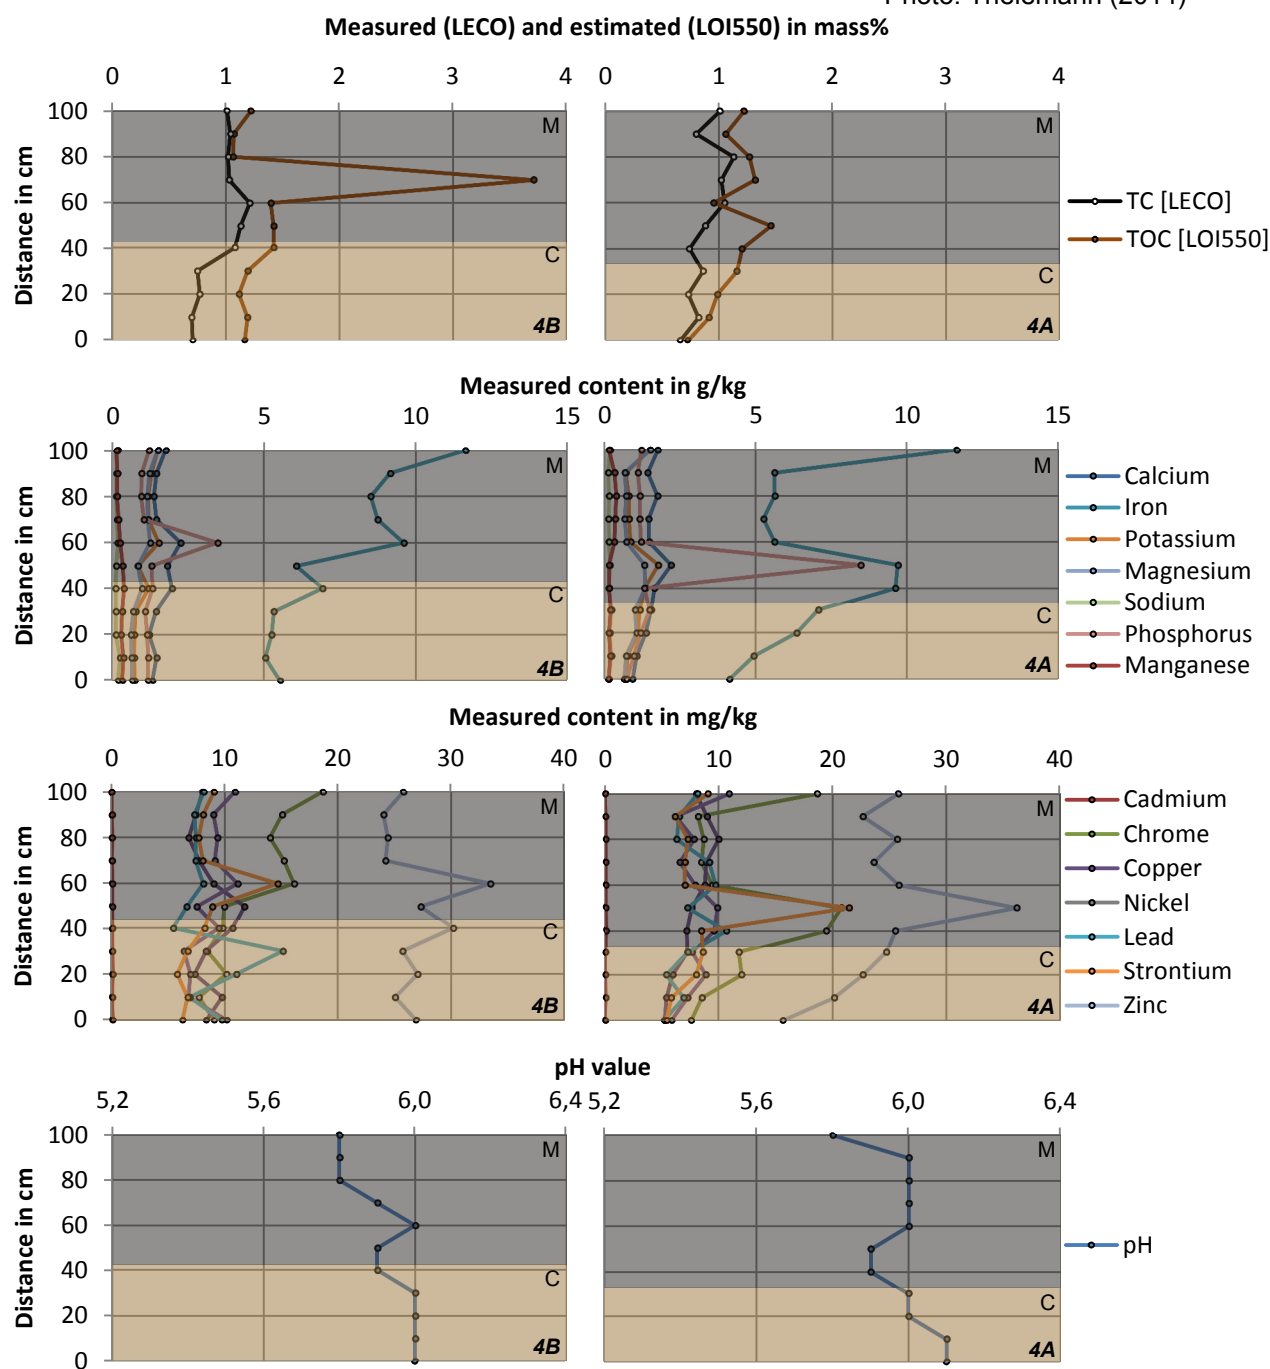 Photo: Thelemann (2014)
Measured (LECO) and estimated (LOI550) in mass%
0 1 2 3 4 0 1 2 3 4
Distance in cm
100
80
60
40
20
0
M
C
4B
M
C
4A
TC [LECO]
TOC [LOI550]
Measured content in g/kg
0 5 10 15 0 5 10 15
Distance in cm
100
80
60
40
20
0
M
C
4B
M
C
4A
Calcium
Iron
Potassium
Magnesium
Sodium
Phosphorus
Manganese
Measured content in mg/kg
0 10 20 30 40 0 10 20 30 40
Distance in cm
100
80
60
40
20
0
M
C
4B
M
C
4A
Cadmium
Chrome
Copper
Nickel
Lead
Strontium
Zinc
pH value
5,2 5,6 6,0 6,4 5,2 5,6 6,0 6,4
Distance in cm
100
80
60
40
20
0
M
C
4B
M
C
4A
pH